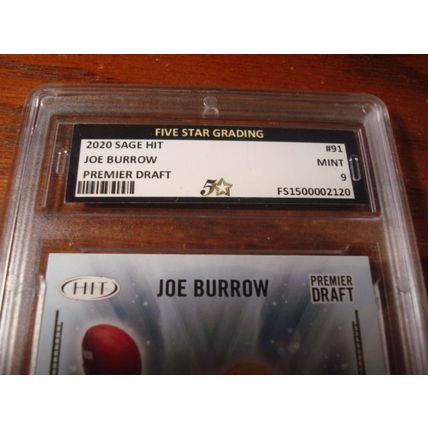 FIVE STAR GRADING
2020 SAGE HIT #91
JOE BURROW MINT
PREMIER DRAFT 9
5 FS1500002120
HIT JOE BURROW PREMIER
DRAFT